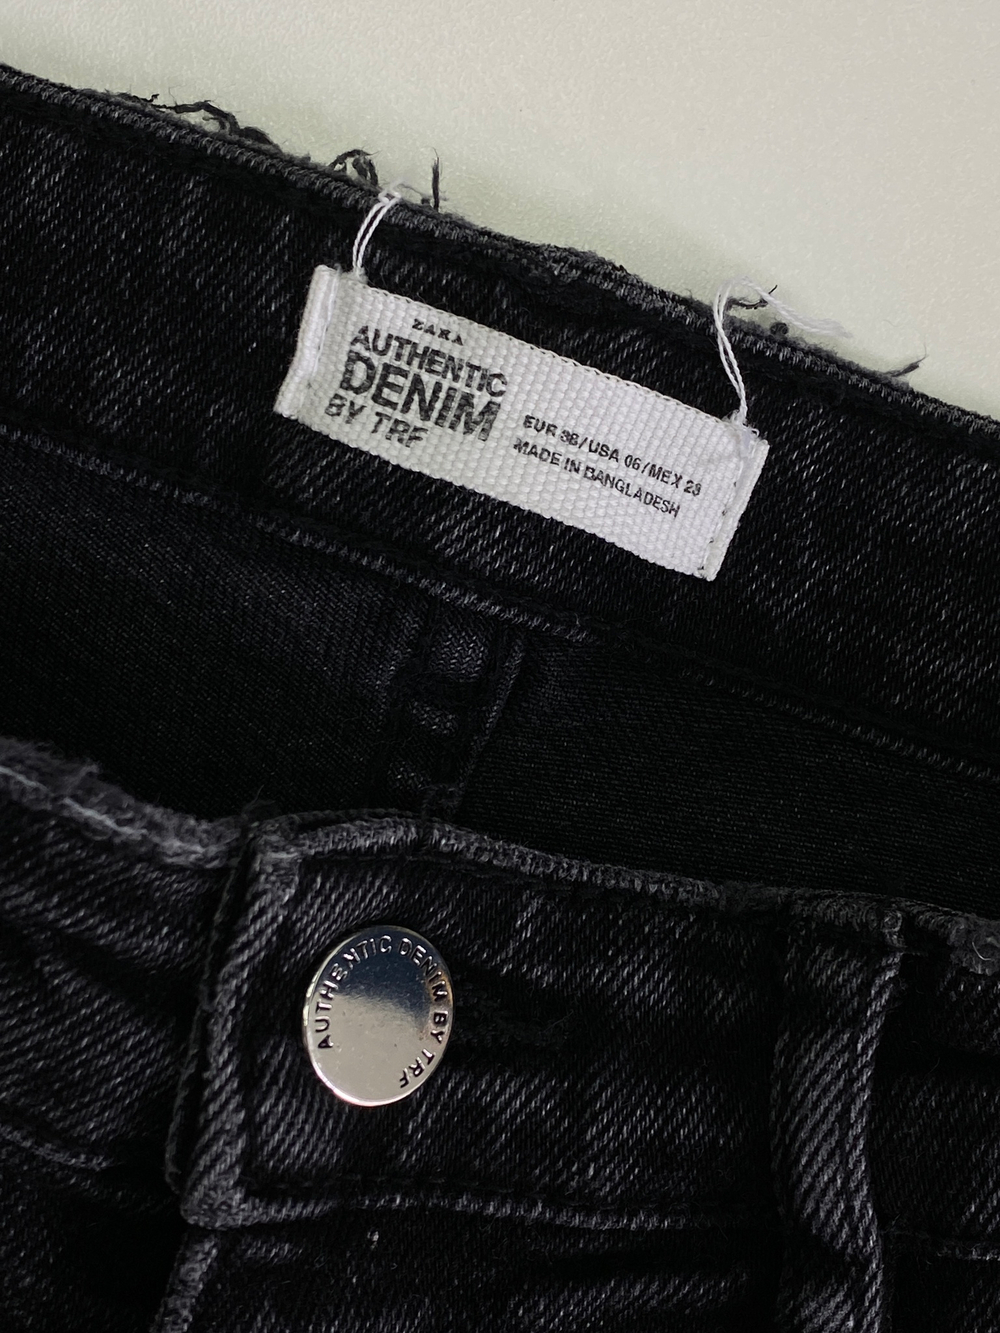 ZARA
AUTHENTIC
DENIM
BY TRF
EUR 38/USA 06/MEX 28
MADE IN BANGLADESH
AUTHENTIC DENIM BY TRF